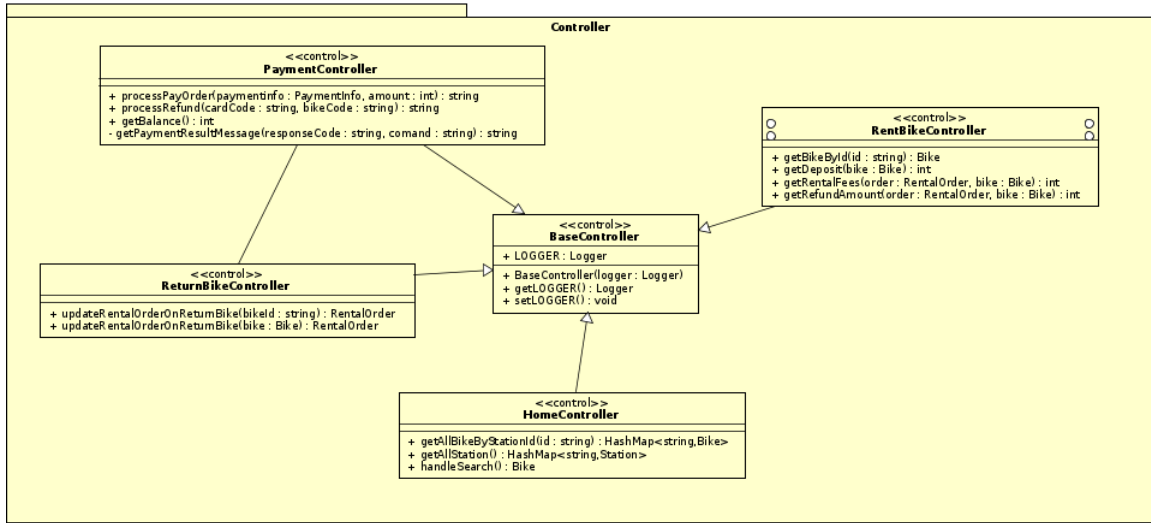 Controller
<<control>>
PaymentController
+ processPayOrder(paymentinfo : PaymentInfo, amount : int) : string
+ processRefund(cardCode : string, bikeCode : string) : string
+ getBalance() : int
- getPaymentResultMessage(responseCode : string, comand : string) : string
<<control>>
RentBikeController
+ getBikeById(id : string) : Bike
+ getDeposit(bike : Bike) : int
+ getRentalFees(order : RentalOrder, bike : Bike) : int
+ getRefundAmount(order : RentalOrder, bike : Bike) : int
<<control>>
BaseController
+ LOGGER : Logger
+ BaseController(logger : Logger)
+ getLOGGER() : Logger
+ setLOGGER() : void
<<control>>
ReturnBikeController
+ updateRentalOrderOnReturnBike(bikeId : string) : RentalOrder
+ updateRentalOrderOnReturnBike(bike : Bike) : RentalOrder
<<control>>
HomeController
+ getAllBikeByStationId(id : string) : HashMap<string,Bike>
+ getAllStation() : HashMap<string,Station>
+ handleSearch() : Bike